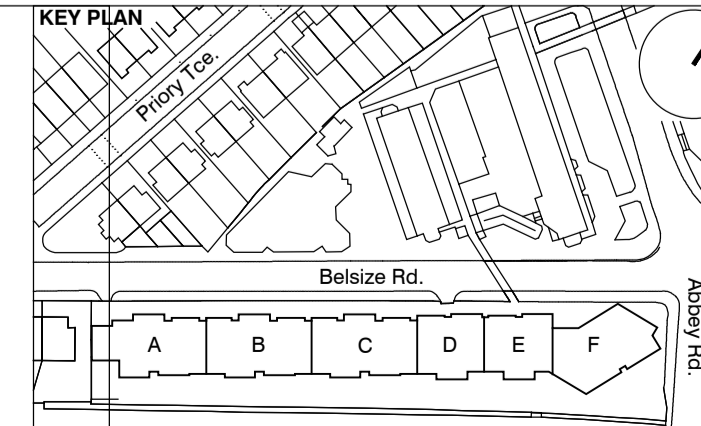 KEY PLAN
Priory Tce.
Belsize Rd.
Abbey Rd.
A
B
C
D
E
F